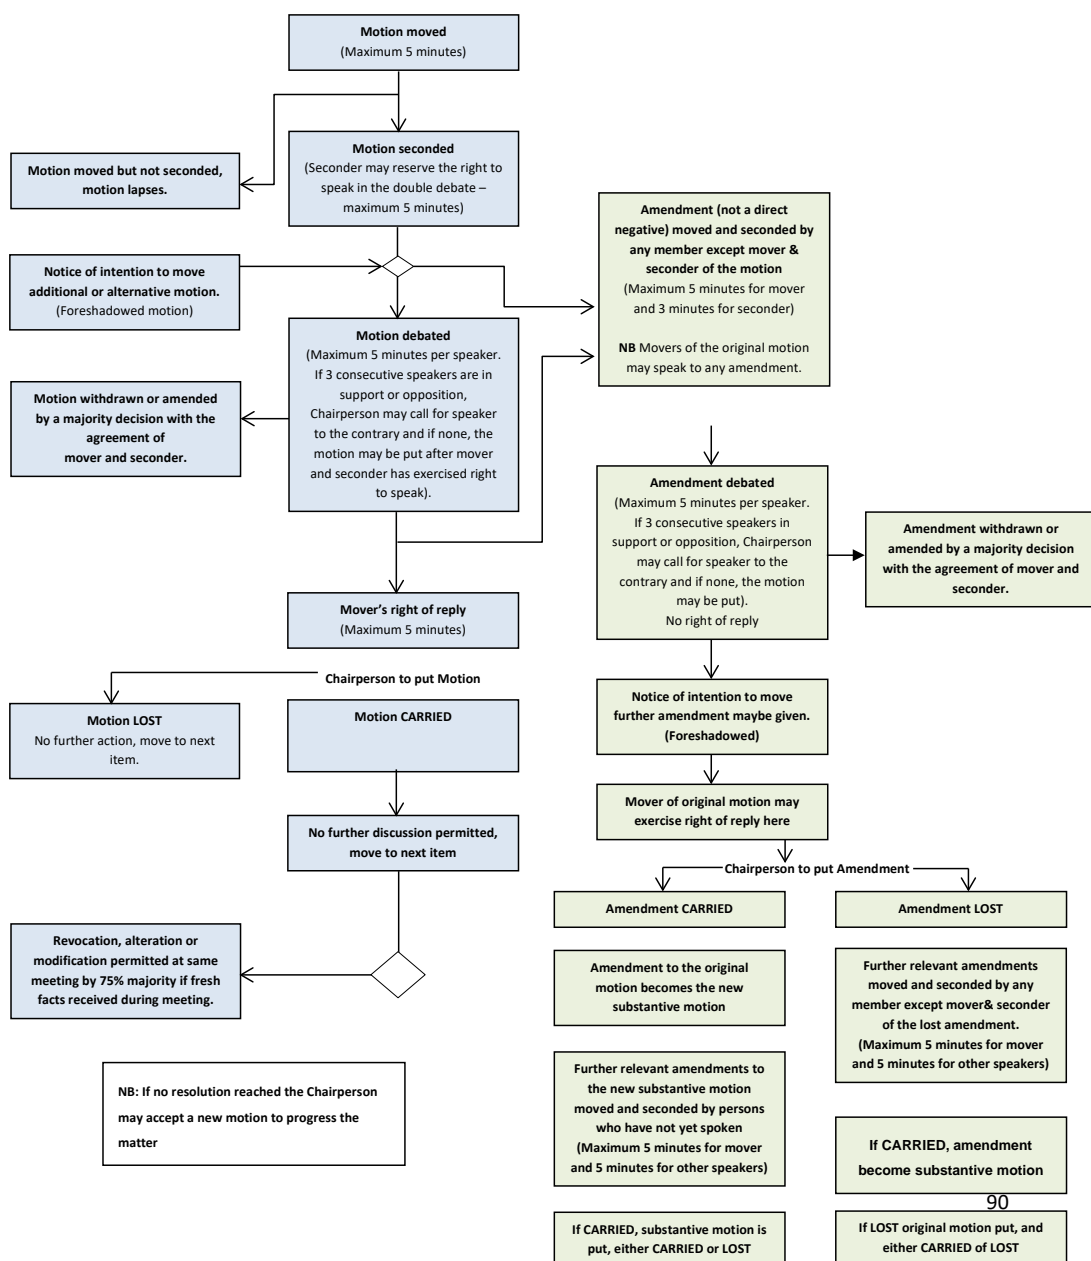 Motion moved
(Maximum 5 minutes)
Motion seconded
(Seconder may reserve the right to
speak in the double debate –
maximum 5 minutes)
Motion moved but not seconded,
motion lapses.
Notice of intention to move
additional or alternative motion.
(Foreshadowed motion)
Amendment (not a direct
negative) moved and seconded by
any member except mover &
seconder of the motion
(Maximum 5 minutes for mover
and 3 minutes for seconder)
NB Movers of the original motion
may speak to any amendment.
Motion debated
(Maximum 5 minutes per speaker.
If 3 consecutive speakers are in
support or opposition,
Chairperson may call for speaker
to the contrary and if none, the
motion may be put after mover
and seconder has exercised right
to speak).
Motion withdrawn or amended
by a majority decision with the
agreement of
mover and seconder.
Amendment debated
(Maximum 5 minutes per speaker.
If 3 consecutive speakers in
support or opposition, Chairperson
may call for speaker to the
contrary and if none, the motion
may be put).
No right of reply
Amendment withdrawn or
amended by a majority decision
with the agreement of mover and
seconder.
Mover's right of reply
(Maximum 5 minutes)
Chairperson to put Motion
Motion LOST
No further action, move to next
item.
Motion CARRIED
Notice of intention to move
further amendment maybe given.
(Foreshadowed)
Mover of original motion may
exercise right of reply here
No further discussion permitted,
move to next item
Chairperson to put Amendment
Amendment CARRIED
Amendment LOST
Revocation, alteration or
modification permitted at same
meeting by 75% majority if fresh
facts received during meeting.
Amendment to the original
motion becomes the new
substantive motion
Further relevant amendments
moved and seconded by any
member except mover& seconder
of the lost amendment.
(Maximum 5 minutes for mover
and 5 minutes for other speakers)
NB: If no resolution reached the Chairperson
may accept a new motion to progress the
matter
Further relevant amendments to
the new substantive motion
moved and seconded by persons
who have not yet spoken
(Maximum 5 minutes for mover
and 5 minutes for other speakers)
If CARRIED, amendment
become substantive motion
90
If CARRIED, substantive motion is
put, either CARRIED or LOST
If LOST original motion put, and
either CARRIED of LOST